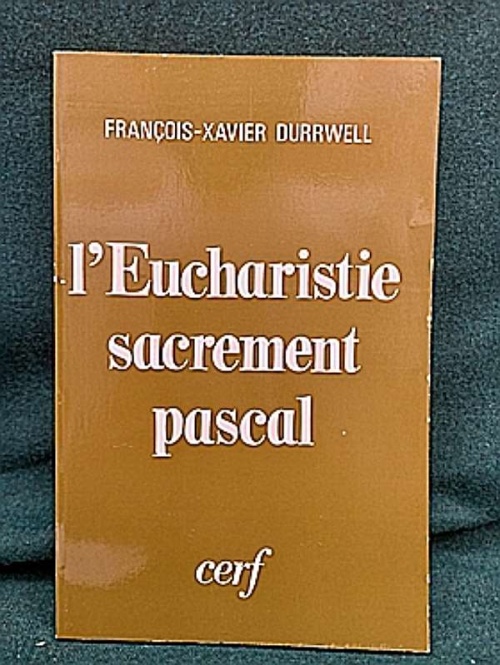 FRANÇOIS-XAVIER DURRWELL
l'Eucharistie
sacrement
pascal
cerf